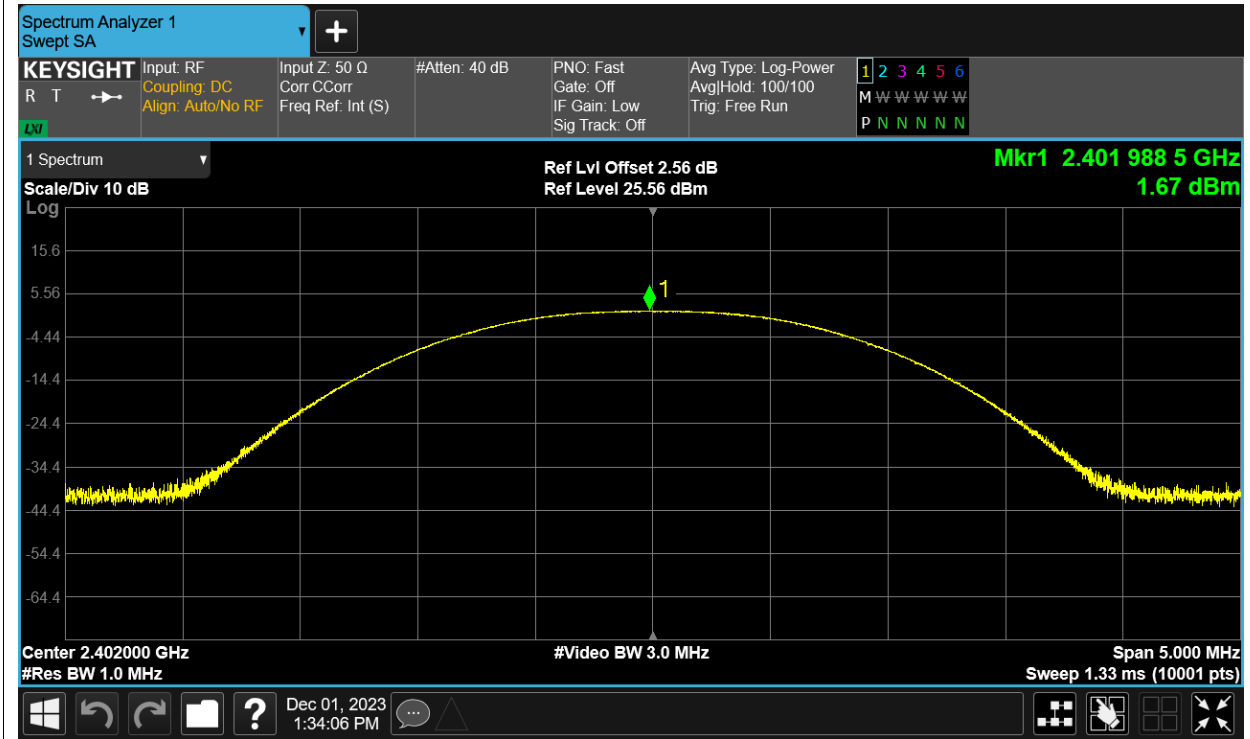 Spectrum Analyzer 1
Swept SA
KEYSIGHT
R T
LXI
Input: RF
Coupling: DC
Align: Auto/No RF
Input Z: 50 Ω
Corr CCorr
Freq Ref: Int (S)
#Atten: 40 dB
PNO: Fast
Gate: Off
IF Gain: Low
Sig Track: Off
Avg Type: Log-Power
Avg|Hold: 100/100
Trig: Free Run
1 2 3 4 5 6
M W W W W W
P N N N N N
1 Spectrum
Scale/Div 10 dB
Log
Ref Lvl Offset 2.56 dB
Ref Level 25.56 dBm
Mkr1 2.401 988 5 GHz
1.67 dBm
15.6
5.56
-4.44
-14.4
-24.4
-34.4
-44.4
-54.4
-64.4
1
Center 2.402000 GHz
#Res BW 1.0 MHz
#Video BW 3.0 MHz
Span 5.000 MHz
Sweep 1.33 ms (10001 pts)
?
Dec 01, 2023
1:34:06 PM